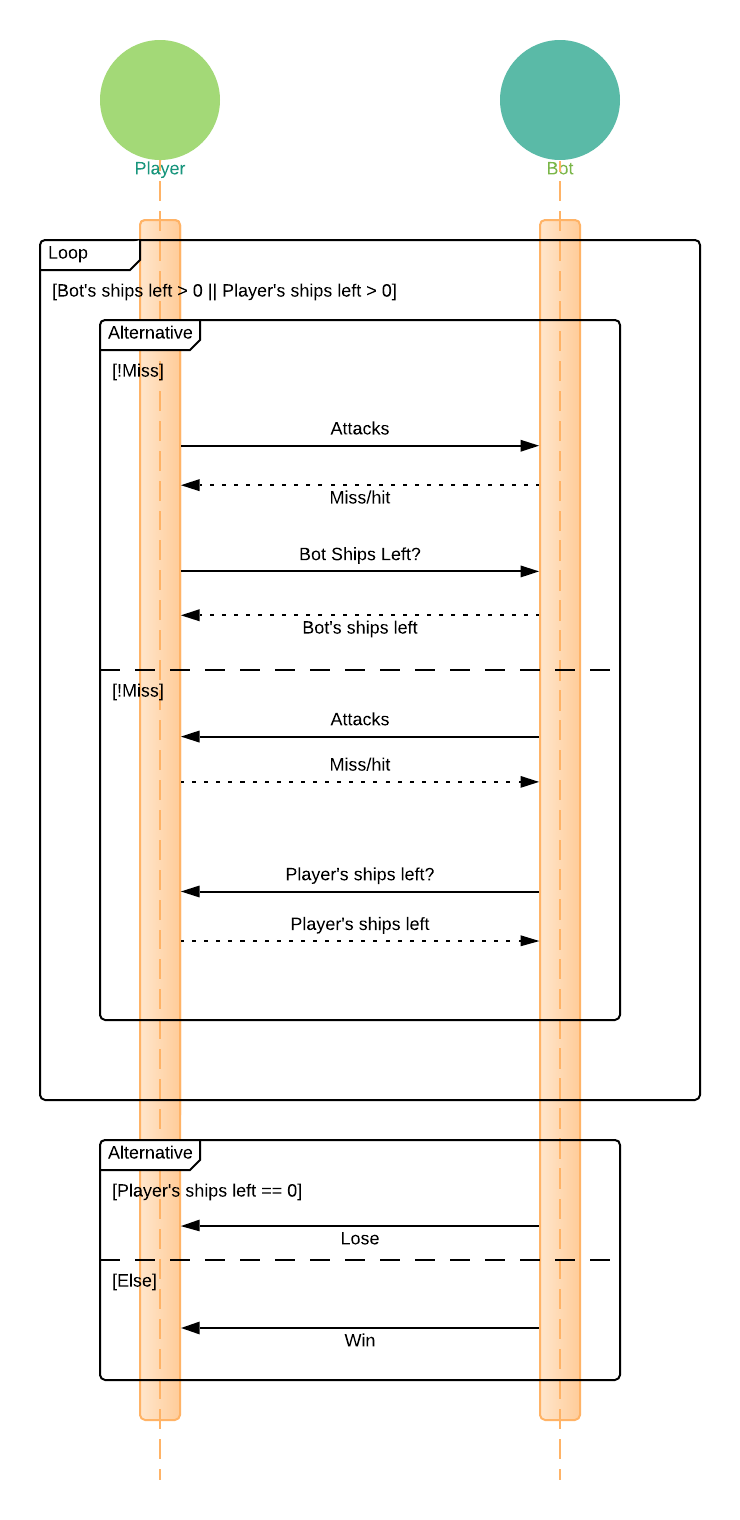 Player
Bot
Loop
[Bot's ships left > 0 || Player's ships left > 0]
Alternative
[!Miss]
Attacks
Miss/hit
Bot Ships Left?
Bot's ships left
[!Miss]
Attacks
Miss/hit
Player's ships left?
Player's ships left
Alternative
[Player's ships left == 0]
Lose
[Else]
Win